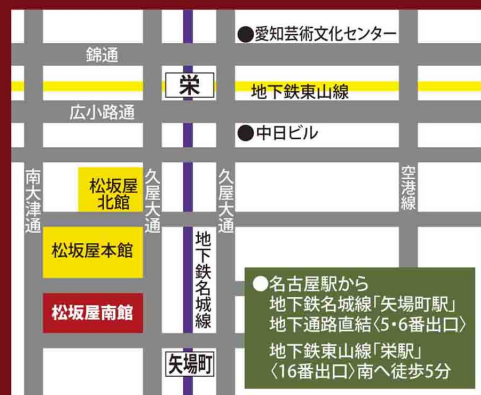 ●愛知芸術文化センター
錦通
栄
地下鉄東山線
広小路通
●中日ビル
南大津通
松坂屋
北館
久屋大通
久屋大通
空港線
松坂屋本館
地下鉄名城線
松坂屋南館
矢場町
●名古屋駅から
地下鉄名城線「矢場町駅」
地下通路直結〈5・6番出口〉
地下鉄東山線「栄駅」
〈16番出口〉南へ徒歩5分